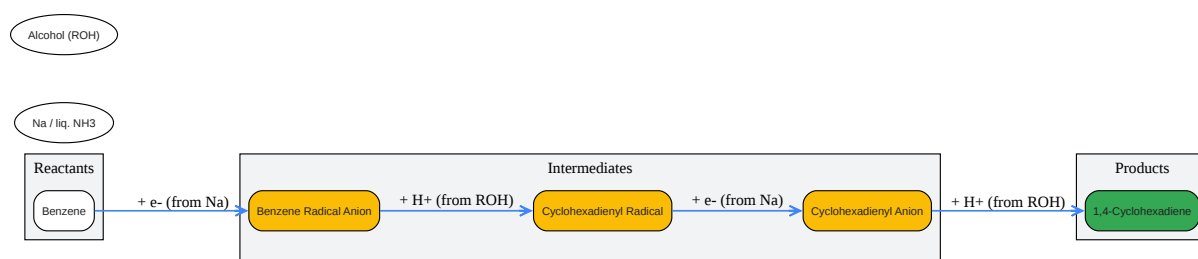 Alcohol (ROH)
Na / liq. NH3
Reactants
Intermediates
Products
Benzene
+ e- (from Na)
Benzene Radical Anion
+ H+ (from ROH)
Cyclohexadienyl Radical
+ e- (from Na)
Cyclohexadienyl Anion
+ H+ (from ROH)
1,4-Cyclohexadiene